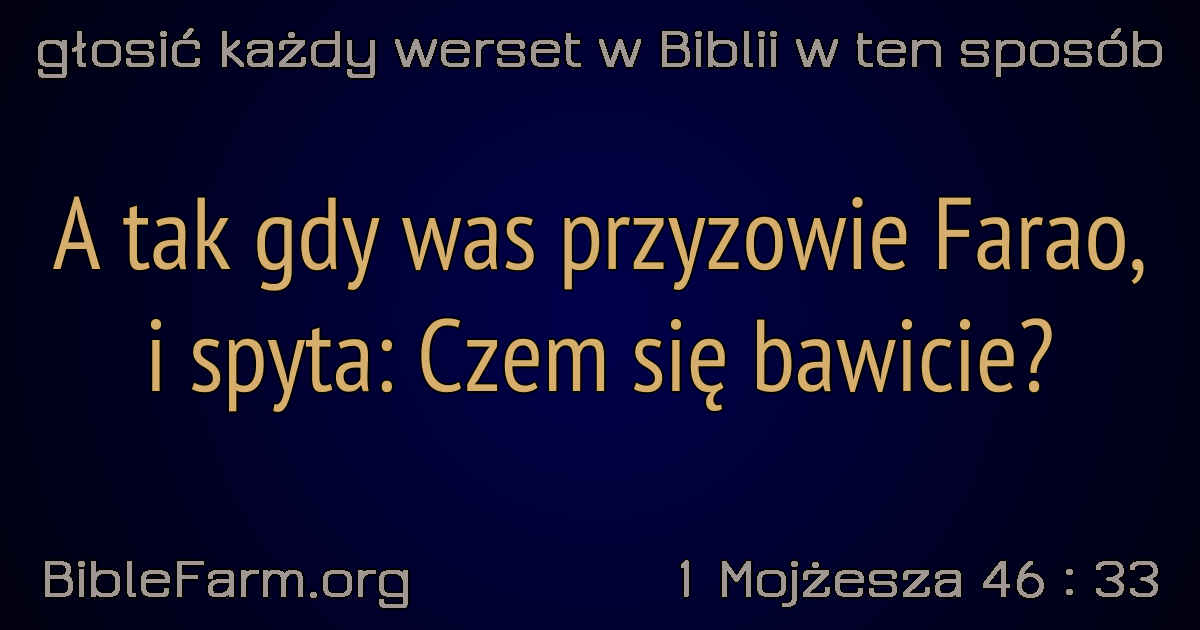 głosić każdy werset w Biblii w ten sposób
A tak gdy was przyzowie Farao,
i spyta: Czem się bawicie?
BibleFarm.org
1 Mojżesza 46 : 33